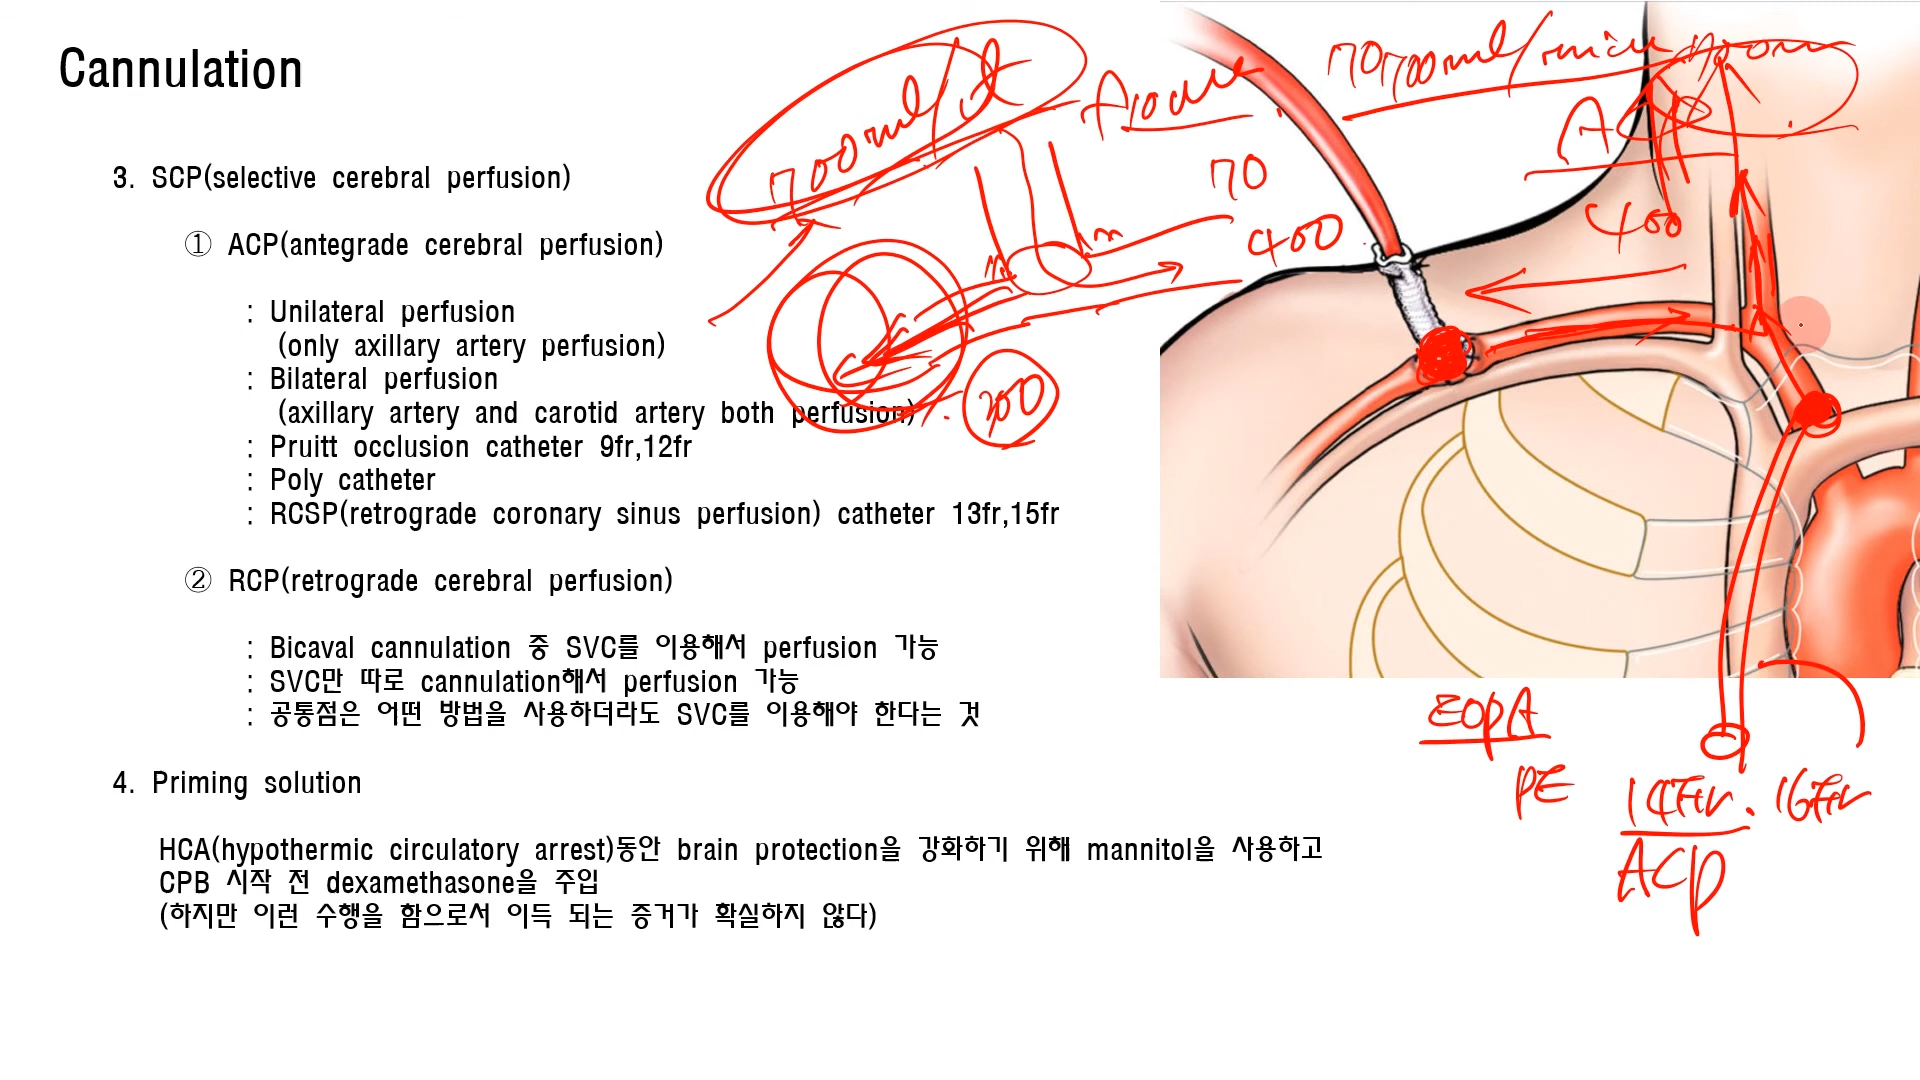 Cannulation
3. SCP(selective cerebral perfusion)
① ACP(antegrade cerebral perfusion)
: Unilateral perfusion
(only axillary artery perfusion)
: Bilateral perfusion
(axillary artery and carotid artery both perfusion)
: Pruitt occlusion catheter 9fr,12fr
: Poly catheter
: RCSP(retrograde coronary sinus perfusion) catheter 13fr,15fr
② RCP(retrograde cerebral perfusion)
: Bicaval cannulation 중 SVC를 이용해서 perfusion 가능
: SVC만 따로 cannulation해서 perfusion 가능
: 공통점은 어떤 방법을 사용하더라도 SVC를 이용해야 한다는 것
4. Priming solution
HCA(hypothermic circulatory arrest)동안 brain protection을 강화하기 위해 mannitol을 사용하고
CPB 시작 전 dexamethasone을 주입
(하지만 이런 수행을 함으로서 이득 되는 증거가 확실하지 않다)
700ml/
70
400
300
ACP
400
EOPA
PE
14Fr. 16Fr
ACP